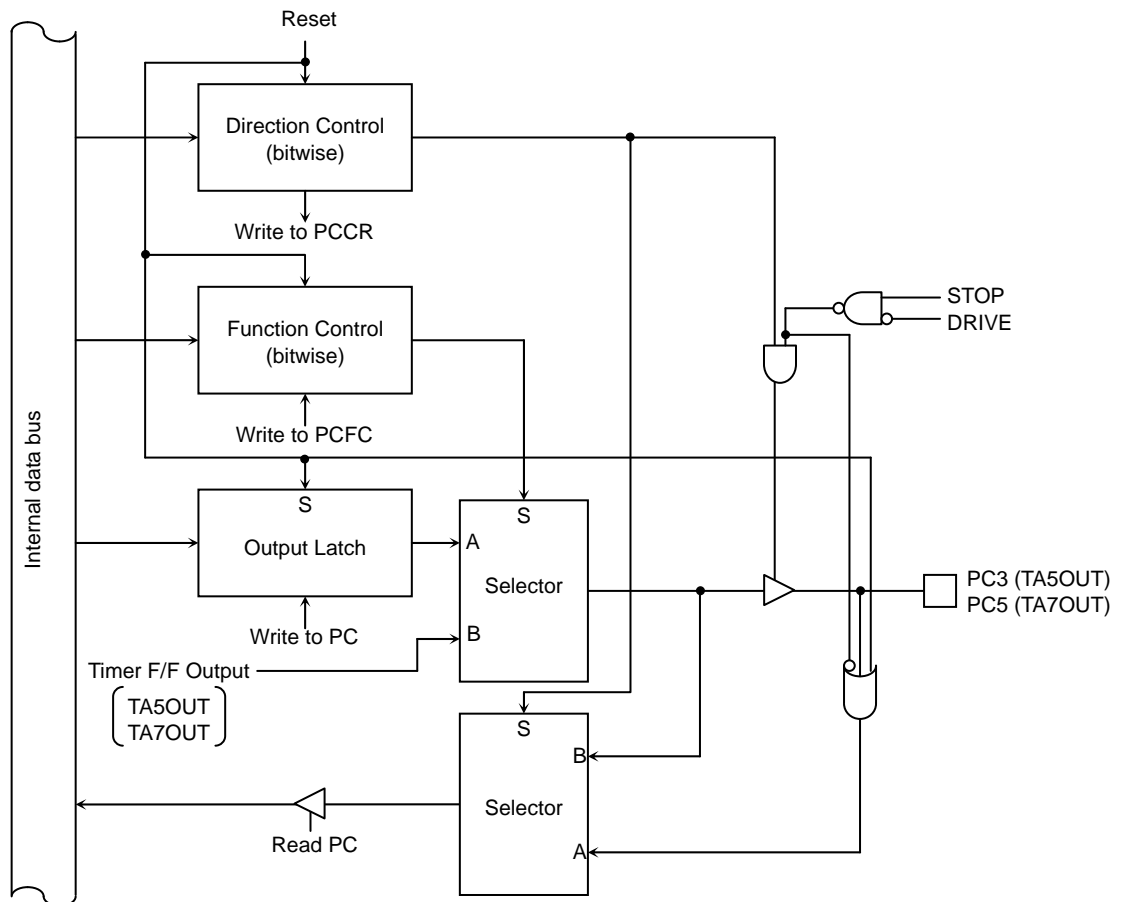 Reset
Direction Control
(bitwise)
Write to PCCR
STOP
DRIVE
Function Control
(bitwise)
Write to PCFC
Internal data bus
S
Output Latch
Write to PC
S
A
Selector
B
PC3 (TA5OUT)
PC5 (TA7OUT)
Timer F/F Output
TA5OUT
TA7OUT
S
B
Selector
A
Read PC